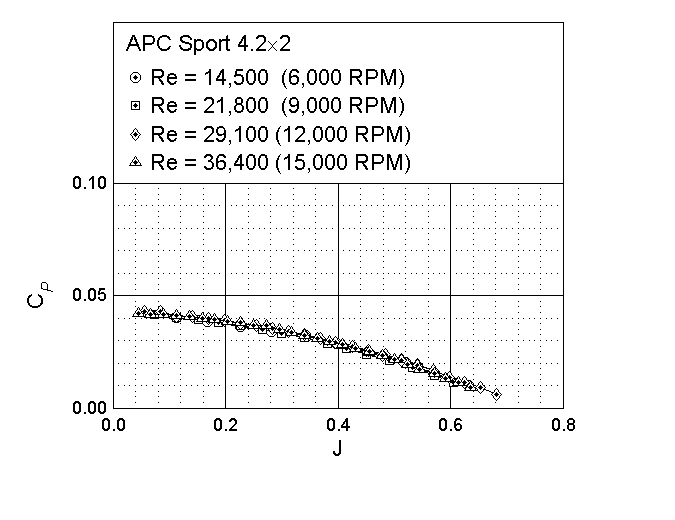 APC Sport 4.2×2
Re = 14,500 (6,000 RPM)
Re = 21,800 (9,000 RPM)
Re = 29,100 (12,000 RPM)
Re = 36,400 (15,000 RPM)
0.10
0.05
0.00
C_P
0.0 0.2 0.4 0.6 0.8
J